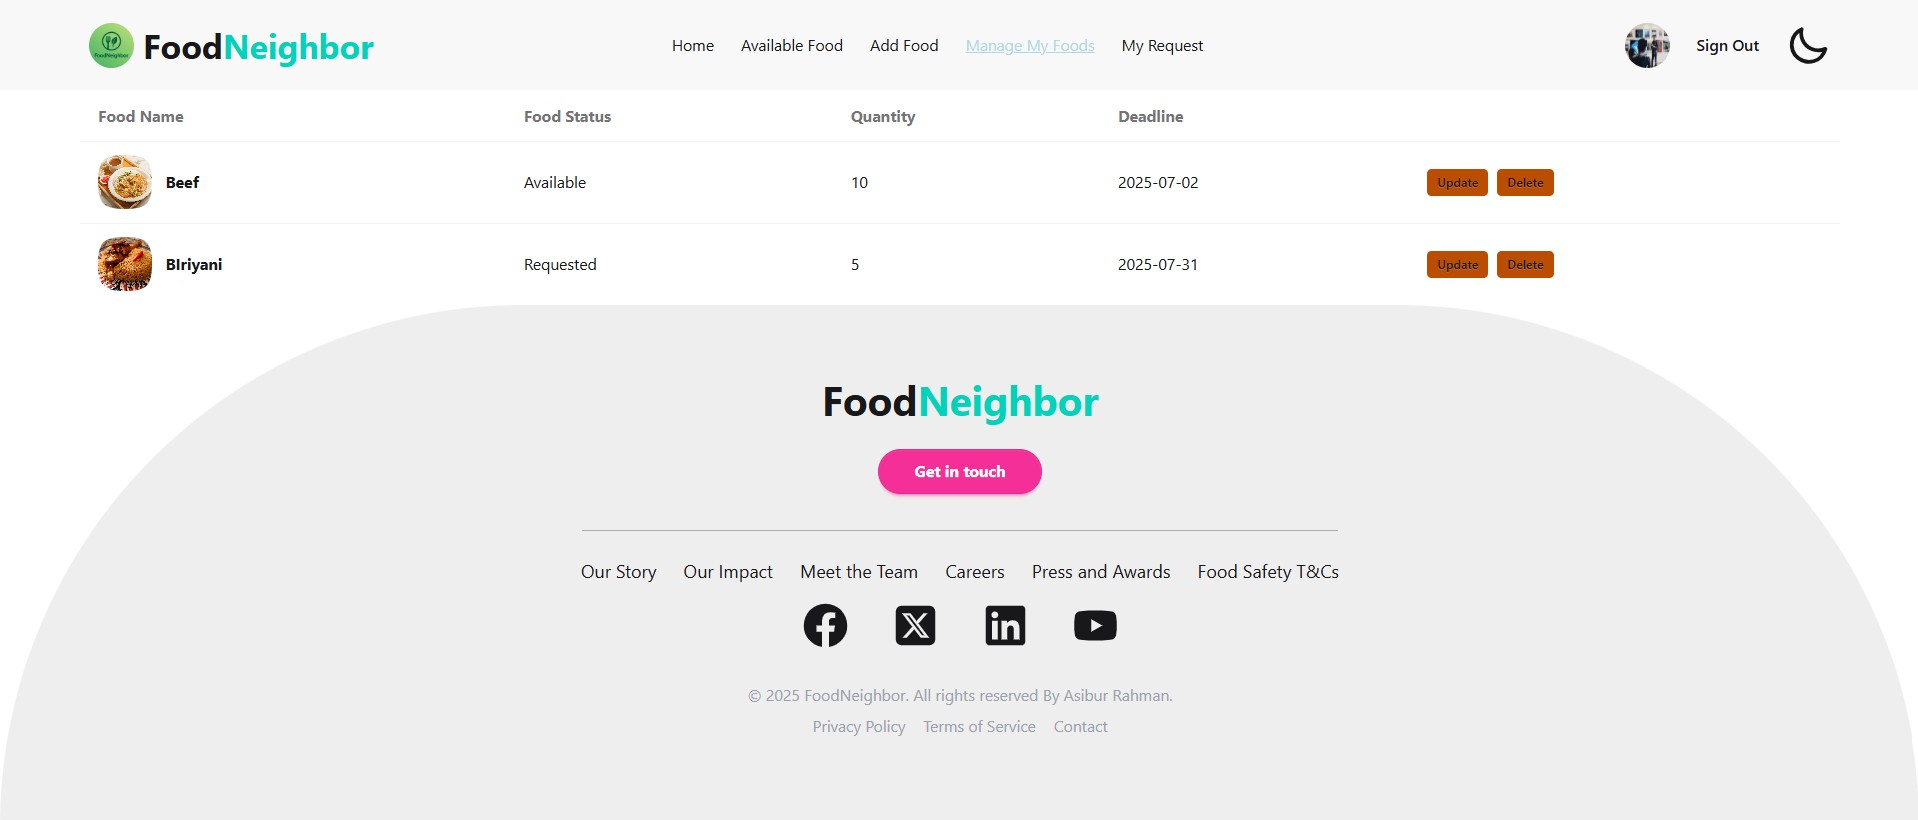 FoodNeighbor Home Available Food Add Food Manage My Foods My Request Sign Out
Food Name Food Status Quantity Deadline
Beef Available 10 2025-07-02 Update Delete
BIriyani Requested 5 2025-07-31 Update Delete
FoodNeighbor
Get in touch
Our Story Our Impact Meet the Team Careers Press and Awards Food Safety T&Cs
© 2025 FoodNeighbor. All rights reserved By Asibur Rahman.
Privacy Policy Terms of Service Contact